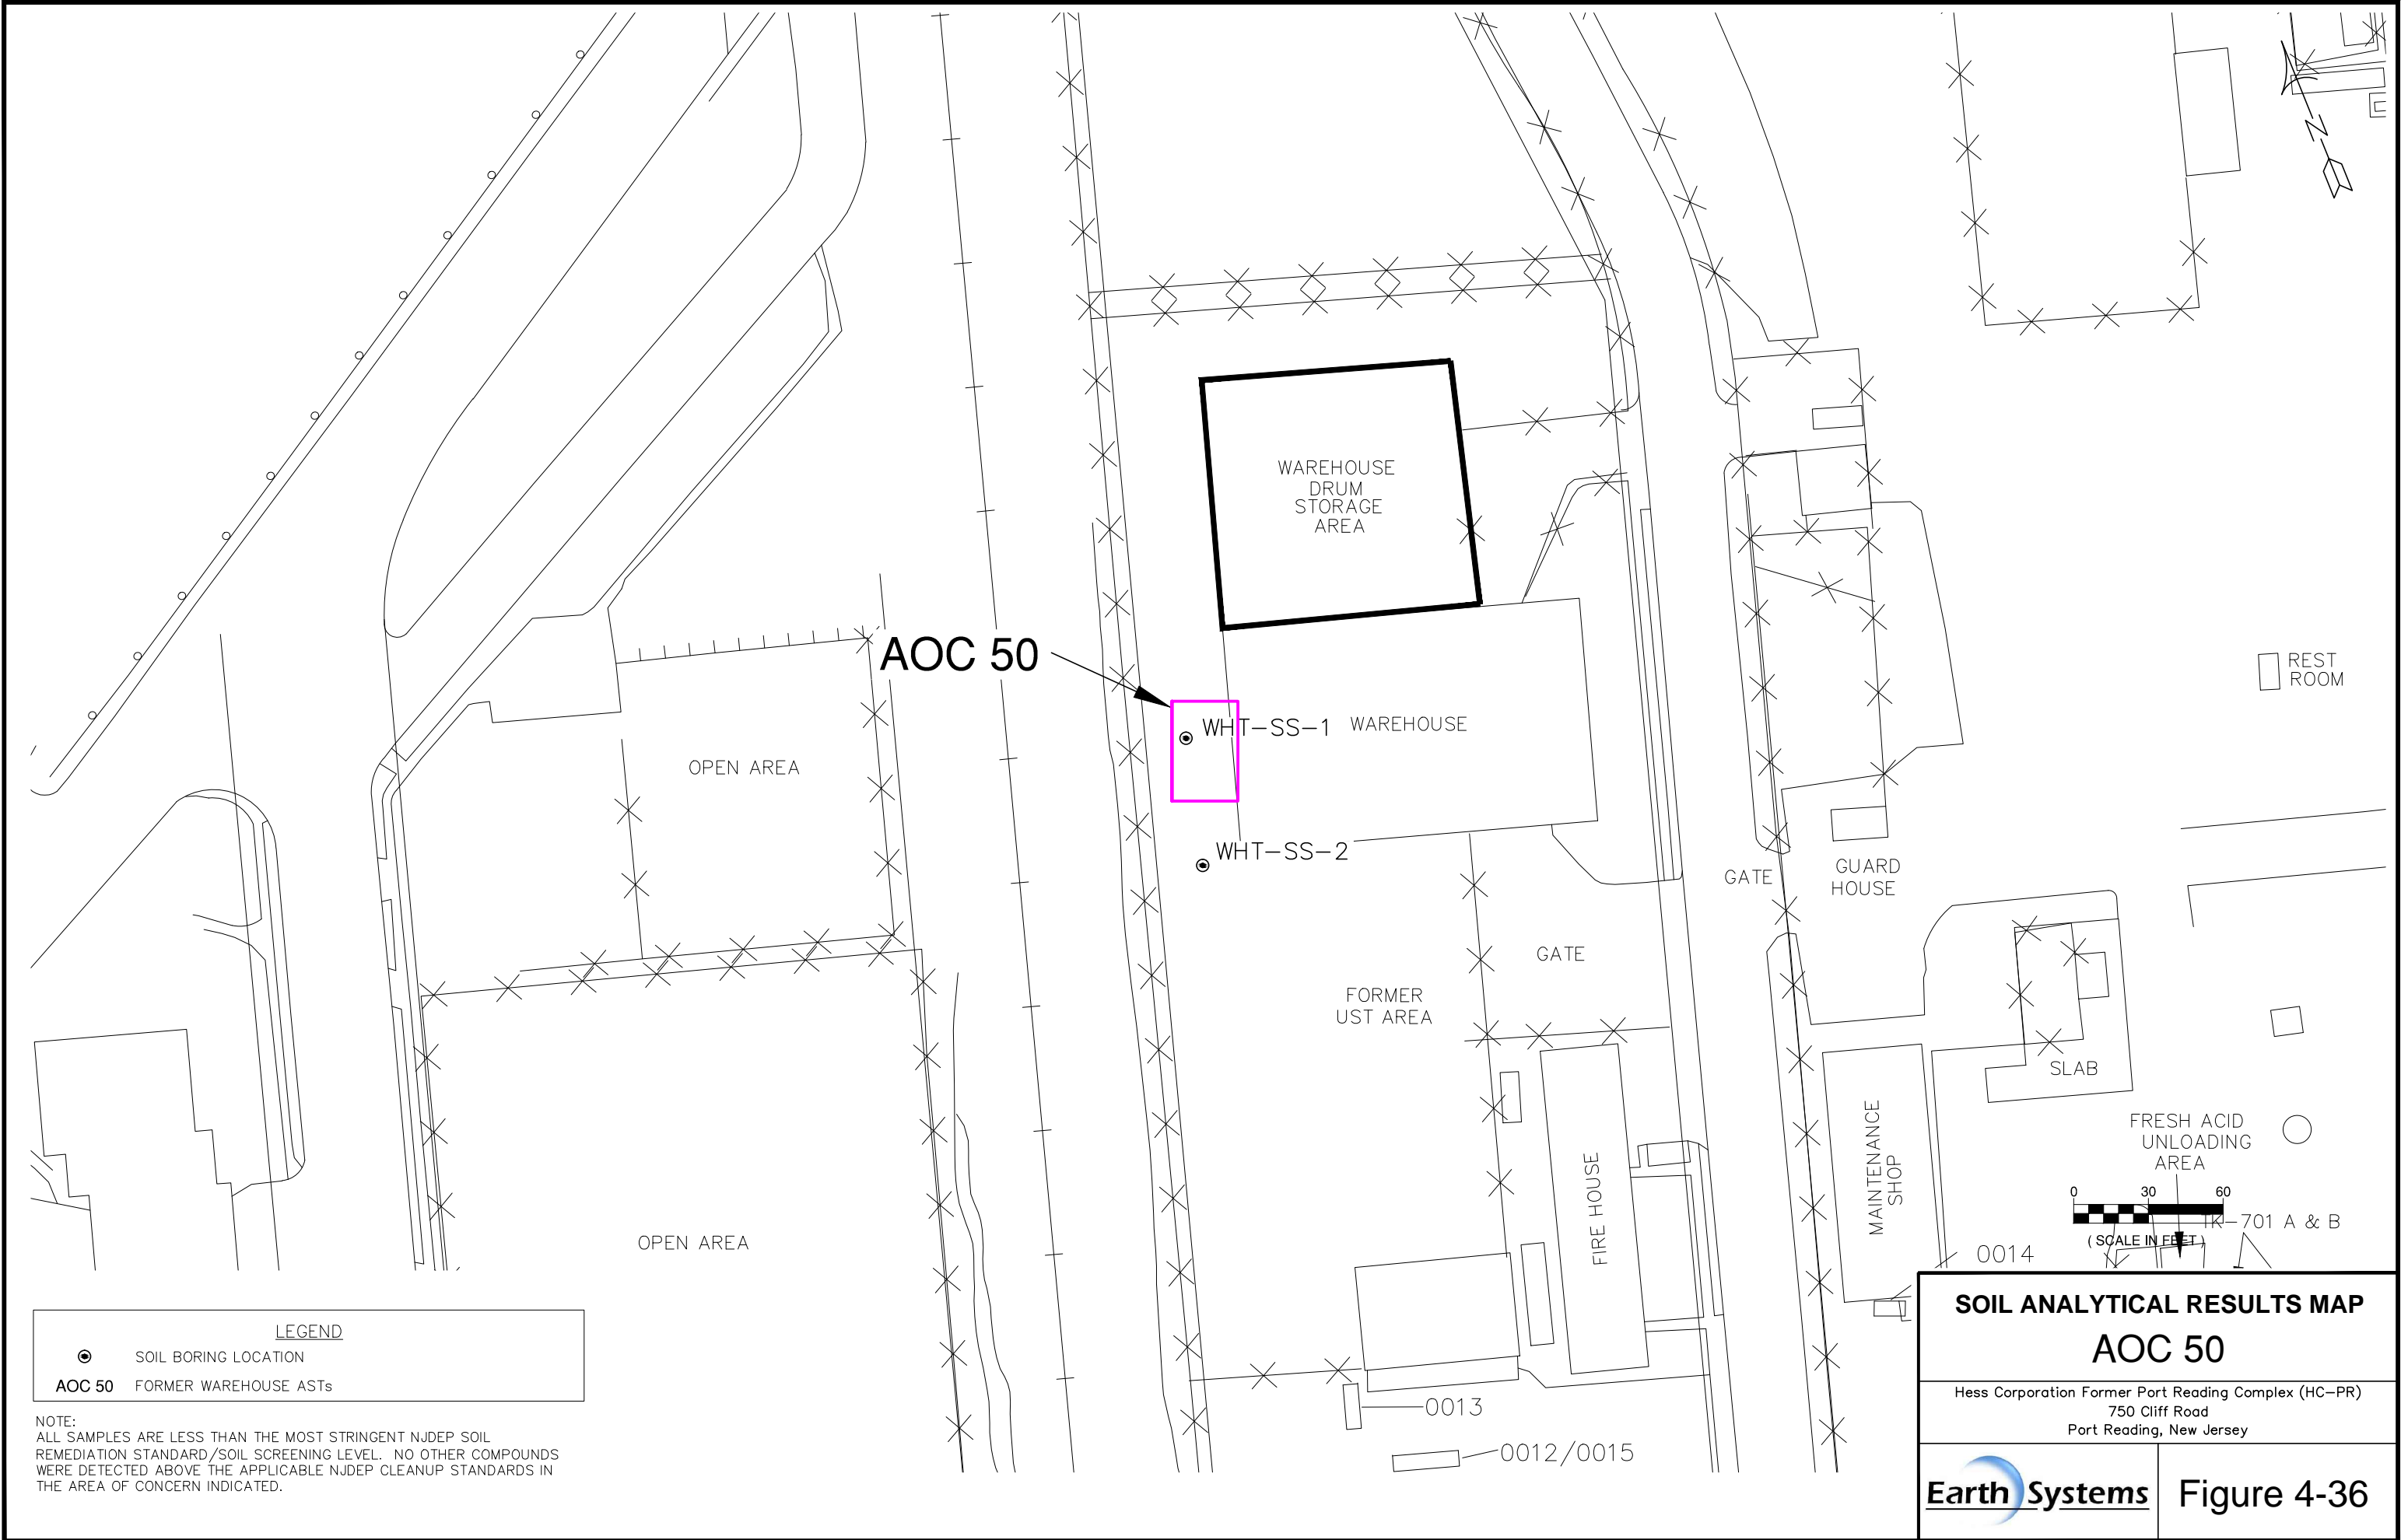 WAREHOUSE
DRUM
STORAGE
AREA
AOC 50
WHT-SS-1
WAREHOUSE
WHT-SS-2
OPEN AREA
REST
ROOM
GATE
GUARD
HOUSE
GATE
FORMER
UST AREA
SLAB
FIRE HOUSE
MAINTENANCE
SHOP
FRESH ACID
UNLOADING
AREA
0 30 60
( SCALE IN FEET )
TK-701 A & B
0014
OPEN AREA
0013
0012/0015
N
LEGEND
SOIL BORING LOCATION
AOC 50 FORMER WAREHOUSE ASTs
NOTE:
ALL SAMPLES ARE LESS THAN THE MOST STRINGENT NJDEP SOIL
REMEDIATION STANDARD/SOIL SCREENING LEVEL. NO OTHER COMPOUNDS
WERE DETECTED ABOVE THE APPLICABLE NJDEP CLEANUP STANDARDS IN
THE AREA OF CONCERN INDICATED.
SOIL ANALYTICAL RESULTS MAP
AOC 50
Hess Corporation Former Port Reading Complex (HC-PR)
750 Cliff Road
Port Reading, New Jersey
Earth Systems
Figure 4-36